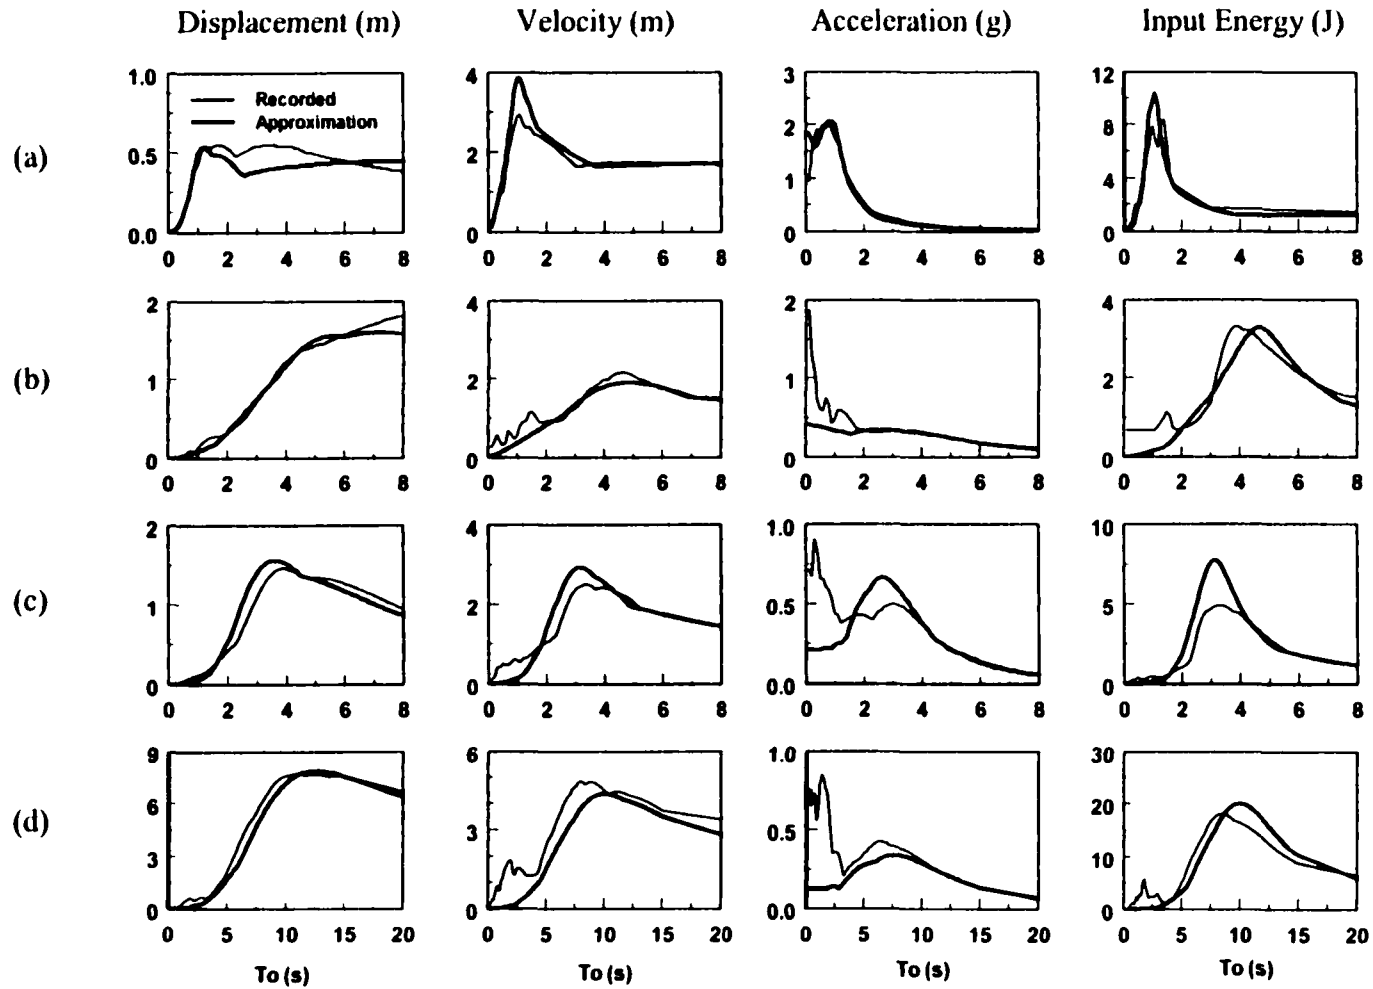 Displacement (m) Velocity (m) Acceleration (g) Input Energy (J)
(a)
1.0 0.5 0.0
Recorded
Approximation
0 2 4 6 8
4 2 0
0 2 4 6 8
3 2 1 0
0 2 4 6 8
12 8 4 0
0 2 4 6 8
(b)
2 1 0
0 2 4 6 8
4 2 0
0 2 4 6 8
2 1 0
0 2 4 6 8
4 2 0
0 2 4 6 8
(c)
2 1 0
0 2 4 6 8
4 2 0
0 2 4 6 8
1.0 0.5 0.0
0 2 4 6 8
10 5 0
0 2 4 6 8
(d)
9 6 3 0
0 5 10 15 20
To (s)
6 3 0
0 5 10 15 20
To (s)
1.0 0.5 0.0
0 5 10 15 20
To (s)
30 20 10 0
0 5 10 15 20
To (s)